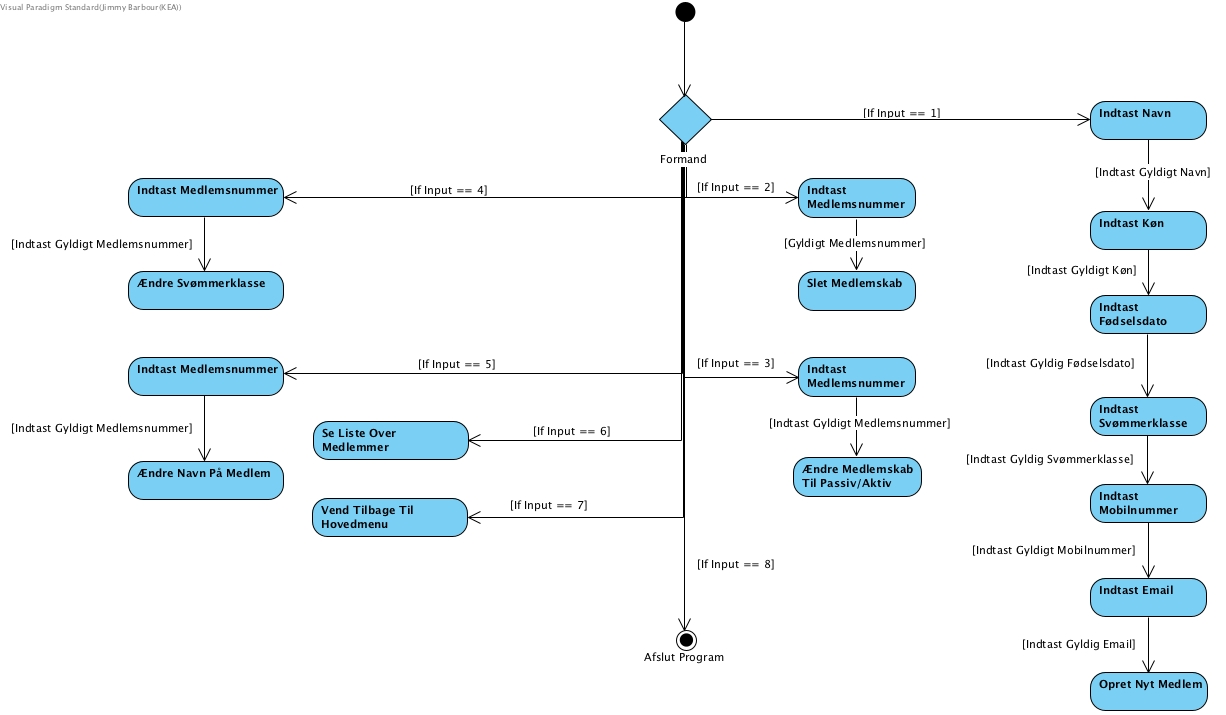 Visual Paradigm Standard(Jimmy Barbour(KEA))
[If Input == 1]
Indtast Navn
Formand
[Indtast Gyldigt Navn]
Indtast Medlemsnummer
[If Input == 4]
[If Input == 2]
Indtast
Medlemsnummer
Indtast Køn
[Indtast Gyldigt Medlemsnummer]
[Gyldigt Medlemsnummer]
[Indtast Gyldigt Køn]
Ændre Svømmerklasse
Slet Medlemskab
Indtast
Fødselsdato
Indtast Medlemsnummer
[If Input == 5]
[If Input == 3]
Indtast
Medlemsnummer
[Indtast Gyldig Fødselsdato]
[Indtast Gyldigt Medlemsnummer]
Se Liste Over
Medlemmer
[If Input == 6]
[Indtast Gyldigt Medlemsnummer]
Indtast
Svømmerklasse
Ændre Navn På Medlem
Ændre Medlemskab
Til Passiv/Aktiv
[Indtast Gyldig Svømmerklasse]
Vend Tilbage Til
Hovedmenu
[If Input == 7]
Indtast
Mobilnummer
[If Input == 8]
[Indtast Gyldigt Mobilnummer]
Indtast Email
Afslut Program
[Indtast Gyldig Email]
Opret Nyt Medlem